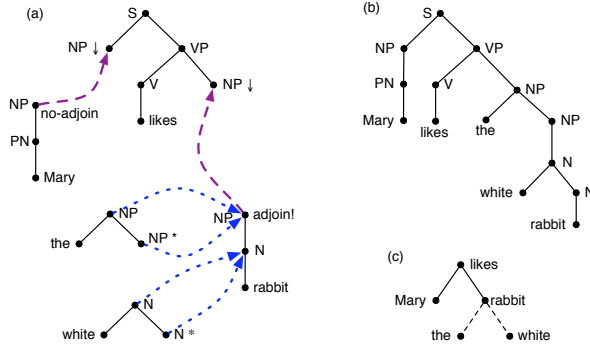 (a)
S
NP ↓
VP
V
NP ↓
likes
NP
no-adjoin
PN
Mary
NP
NP
adjoin!
the
NP *
N
rabbit
N
white
N *
(b)
S
NP
VP
PN
V
NP
Mary
likes
the
NP
N
white
N
rabbit
(c)
likes
Mary
rabbit
the
white